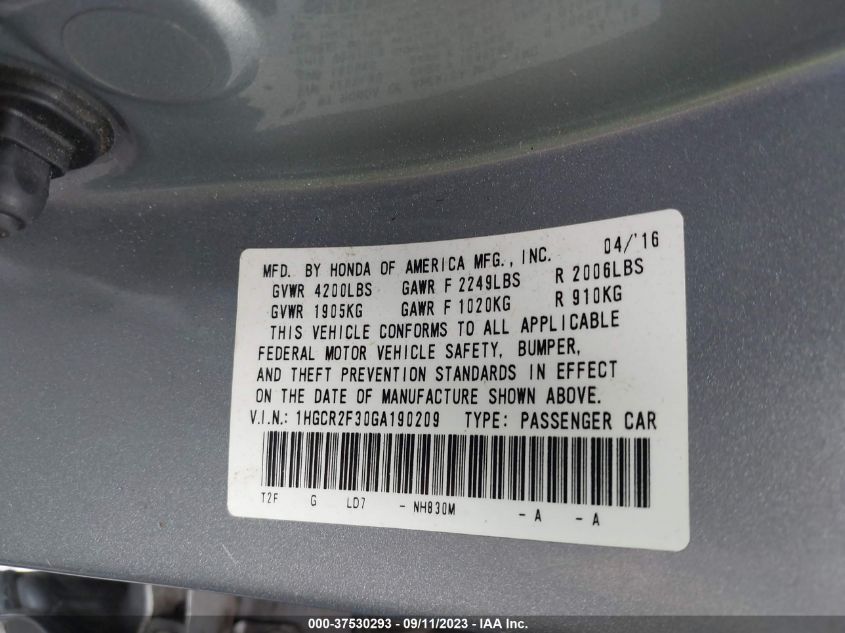 04/'16
MFD. BY HONDA OF AMERICA MFG., INC.
GVWR 4200LBS GAWR F 2249LBS R 2006LBS
GVWR 1905KG GAWR F 1020KG R 910KG
THIS VEHICLE CONFORMS TO ALL APPLICABLE
FEDERAL MOTOR VEHICLE SAFETY, BUMPER,
AND THEFT PREVENTION STANDARDS IN EFFECT
ON THE DATE OF MANUFACTURE SHOWN ABOVE.
V.I.N.: 1HGCR2F30GA190209 TYPE: PASSENGER CAR
T2F G LD7 - NH830M - A - A
000-37530293 - 09/11/2023 - IAA Inc.